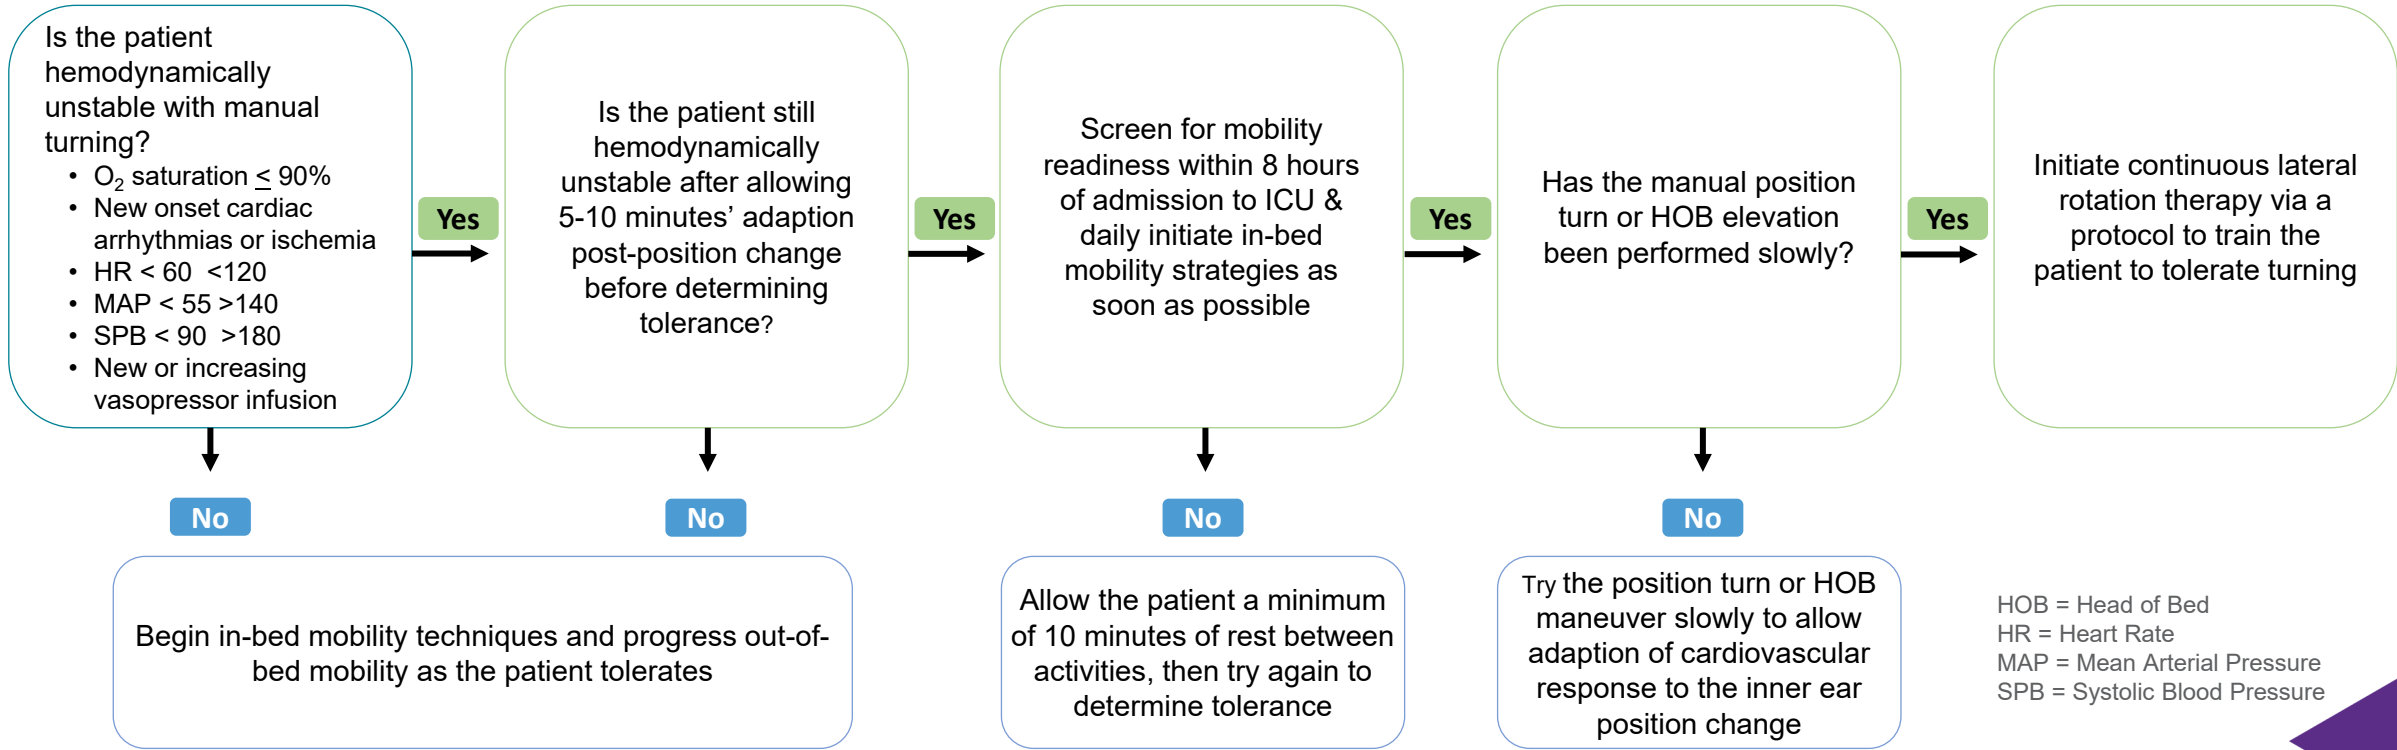 Is the patient
hemodynamically
unstable with manual
turning?
• O2 saturation ≤ 90%
• New onset cardiac
arrhythmias or ischemia
• HR < 60  <120
• MAP < 55 >140
• SPB < 90  >180
• New or increasing
vasopressor infusion
Yes
Is the patient still
hemodynamically
unstable after allowing
5-10 minutes’ adaption
post-position change
before determining
tolerance?
Yes
Screen for mobility
readiness within 8 hours
of admission to ICU &
daily initiate in-bed
mobility strategies as
soon as possible
Yes
Has the manual position
turn or HOB elevation
been performed slowly?
Yes
Initiate continuous lateral
rotation therapy via a
protocol to train the
patient to tolerate turning
No
No
No
No
Begin in-bed mobility techniques and progress out-of-
bed mobility as the patient tolerates
Allow the patient a minimum
of 10 minutes of rest between
activities, then try again to
determine tolerance
Try the position turn or HOB
maneuver slowly to allow
adaption of cardiovascular
response to the inner ear
position change
HOB = Head of Bed
HR = Heart Rate
MAP = Mean Arterial Pressure
SPB = Systolic Blood Pressure